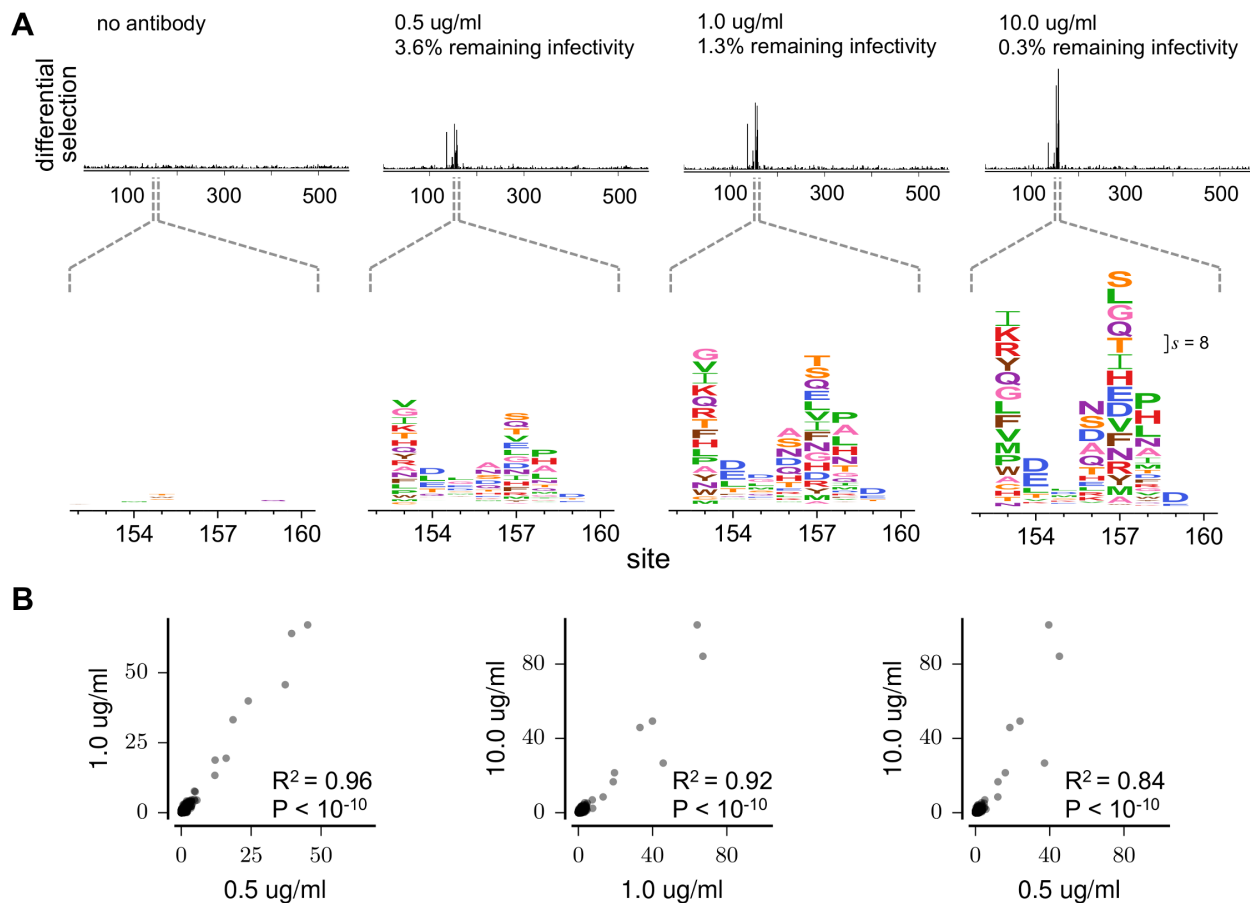 A
no antibody
0.5 ug/ml
3.6% remaining infectivity
1.0 ug/ml
1.3% remaining infectivity
10.0 ug/ml
0.3% remaining infectivity
differential
selection
100 300 500
100 300 500
100 300 500
100 300 500
V G I K T H Q Y R N
D E T
A N S D Q
S Q T V E L G D N I H R F Y M
P H A L N T
D
G V I K Q R T F H L P A Y N W S
D E L T
A S N D Q T H
T S Q E L V I F N G H D R Y M
P A L H N T G
D T
I K R Y Q G L F V M P W A C H N
D E L T
N S D A Q T H E L R
S L G Q T I H E D V F N R Y M A
P H L N A T M
D E
s = 8
154 157 160
154 157 160
154 157 160
154 157 160
site
B
1.0 ug/ml
50
25
0
R2 = 0.96
P < 10-10
0 50
0.5 ug/ml
10.0 ug/ml
80
40
0
R2 = 0.92
P < 10-10
0 40 80
1.0 ug/ml
10.0 ug/ml
80
40
0
R2 = 0.84
P < 10-10
0 40 80
0.5 ug/ml